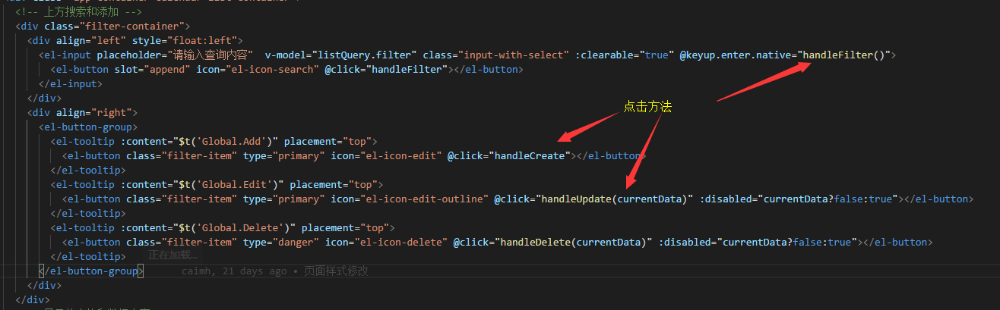 <!-- 上方搜索和添加 -->
<div class="filter-container">
<div align="left" style="float:left">
<el-input placeholder="请输入查询内容"  v-model="listQuery.filter" class="input-with-select" :clearable="true" @keyup.enter.native="handleFilter()">
<el-button slot="append" icon="el-icon-search" @click="handleFilter"></el-button>
</el-input>
</div>
点击方法
<div align="right">
<el-button-group>
<el-tooltip :content="$t('Global.Add')" placement="top">
<el-button class="filter-item" type="primary" icon="el-icon-edit" @click="handleCreate"></el-button>
</el-tooltip>
<el-tooltip :content="$t('Global.Edit')" placement="top">
<el-button class="filter-item" type="primary" icon="el-icon-edit-outline" @click="handleUpdate(currentData)" :disabled="currentData?false:true"></el-button>
</el-tooltip>
<el-tooltip :content="$t('Global.Delete')" placement="top">
<el-button class="filter-item" type="danger" icon="el-icon-delete" @click="handleDelete(currentData)" :disabled="currentData?false:true"></el-button>
</el-tooltip> 正在加载...
</el-button-group> caimh, 21 days ago • 页面样式修改
</div>
</div>